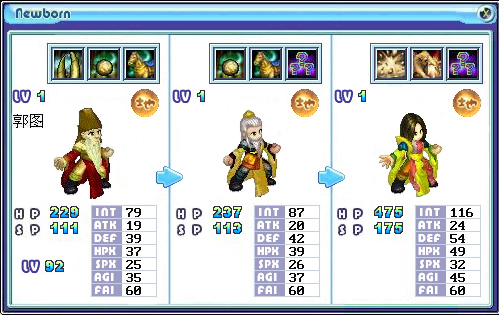 Newborn
LV 1
郭图
HP 229
SP 111
LV 92
INT 79
ATK 19
DEF 39
HPX 37
SPX 25
AGI 35
FAI 60
LV 1
HP 237
SP 113
INT 87
ATK 20
DEF 42
HPX 39
SPX 26
AGI 37
FAI 60
LV 1
HP 475
SP 175
INT 116
ATK 24
DEF 54
HPX 49
SPX 32
AGI 45
FAI 60